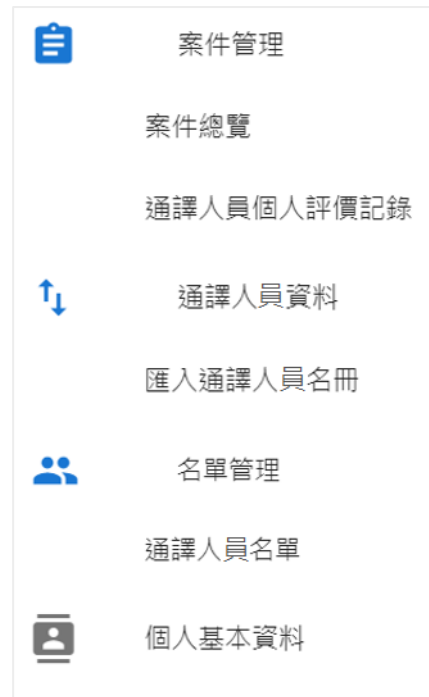 案件管理
案件總覽
通譯人員個人評價記錄
通譯人員資料
匯入通譯人員名冊
名單管理
通譯人員名單
個人基本資料